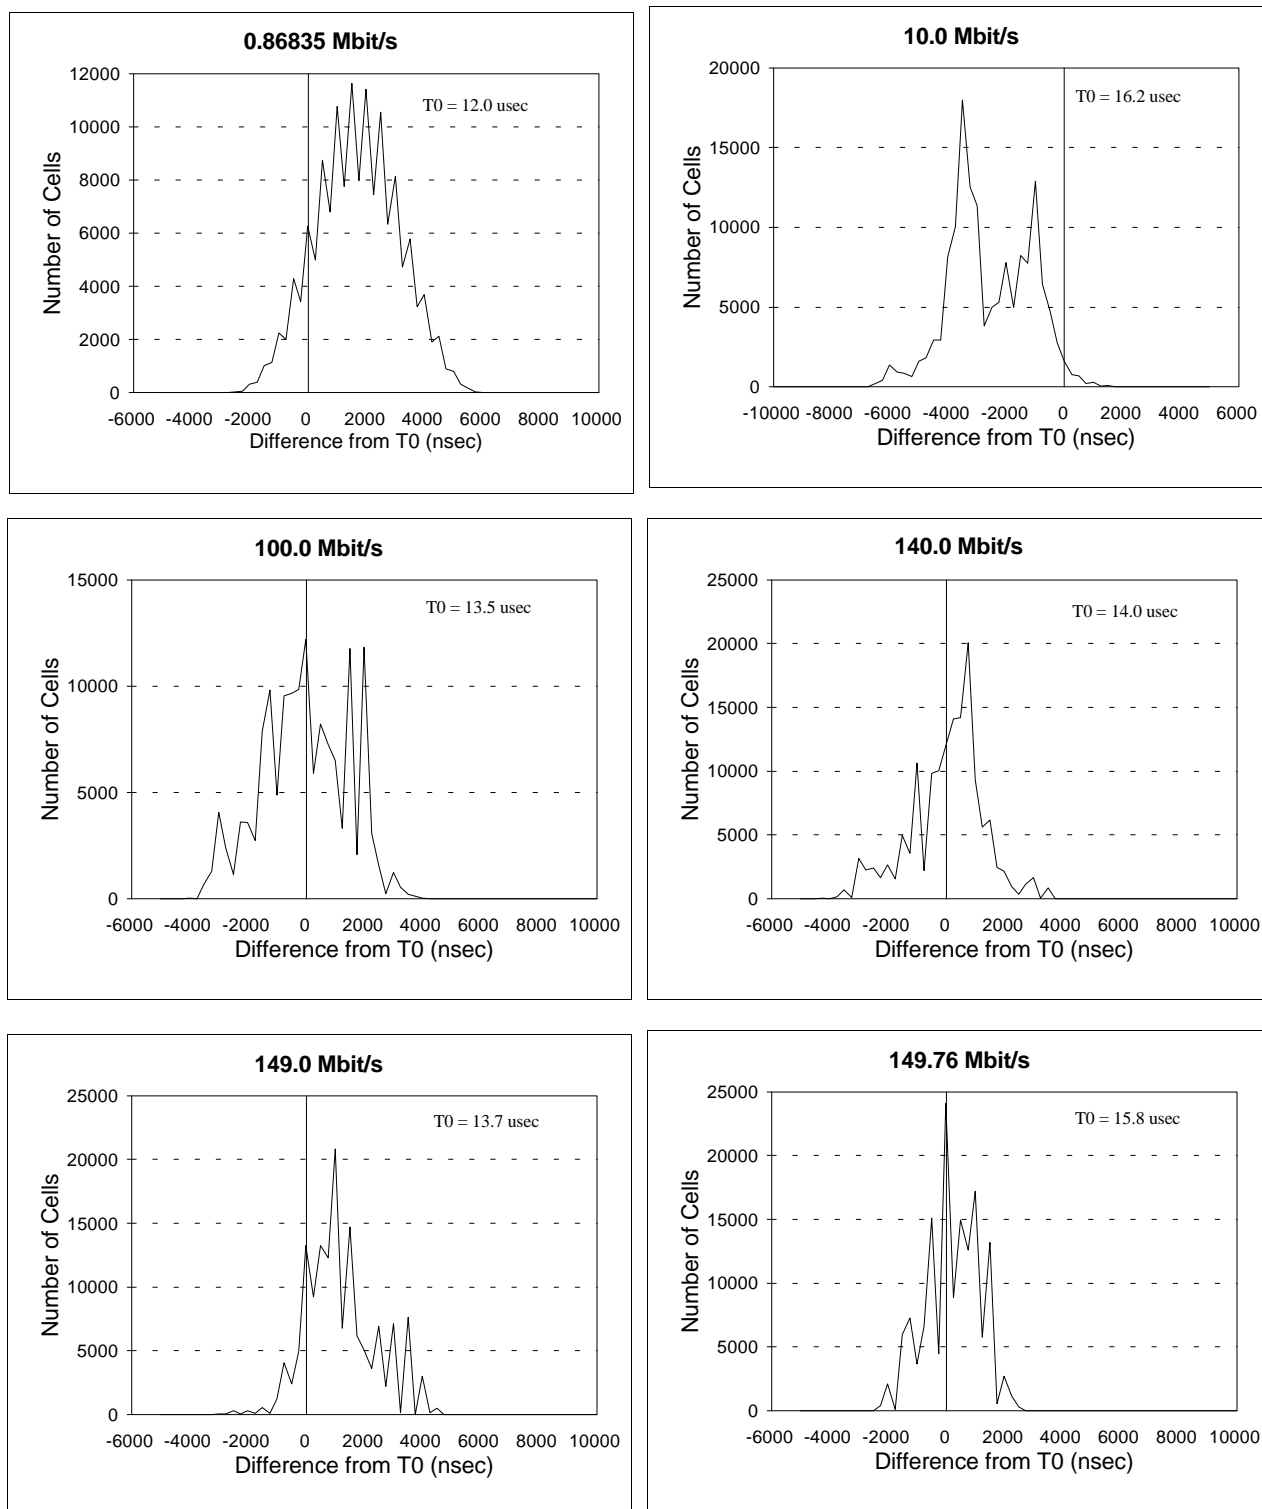 0.86835 Mbit/s
12000
10000
8000
6000
4000
2000
0
Number of Cells
T0 = 12.0 usec
-6000 -4000 -2000 0 2000 4000 6000 8000 10000
Difference from T0 (nsec)
10.0 Mbit/s
20000
15000
10000
5000
0
Number of Cells
T0 = 16.2 usec
-10000 -8000 -6000 -4000 -2000 0 2000 4000 6000
Difference from T0 (nsec)
100.0 Mbit/s
15000
10000
5000
0
Number of Cells
T0 = 13.5 usec
-6000 -4000 -2000 0 2000 4000 6000 8000 10000
Difference from T0 (nsec)
140.0 Mbit/s
25000
20000
15000
10000
5000
0
Number of Cells
T0 = 14.0 usec
-6000 -4000 -2000 0 2000 4000 6000 8000 10000
Difference from T0 (nsec)
149.0 Mbit/s
25000
20000
15000
10000
5000
0
Number of Cells
T0 = 13.7 usec
-6000 -4000 -2000 0 2000 4000 6000 8000 10000
Difference from T0 (nsec)
149.76 Mbit/s
25000
20000
15000
10000
5000
0
Number of Cells
T0 = 15.8 usec
-6000 -4000 -2000 0 2000 4000 6000 8000 10000
Difference from T0 (nsec)